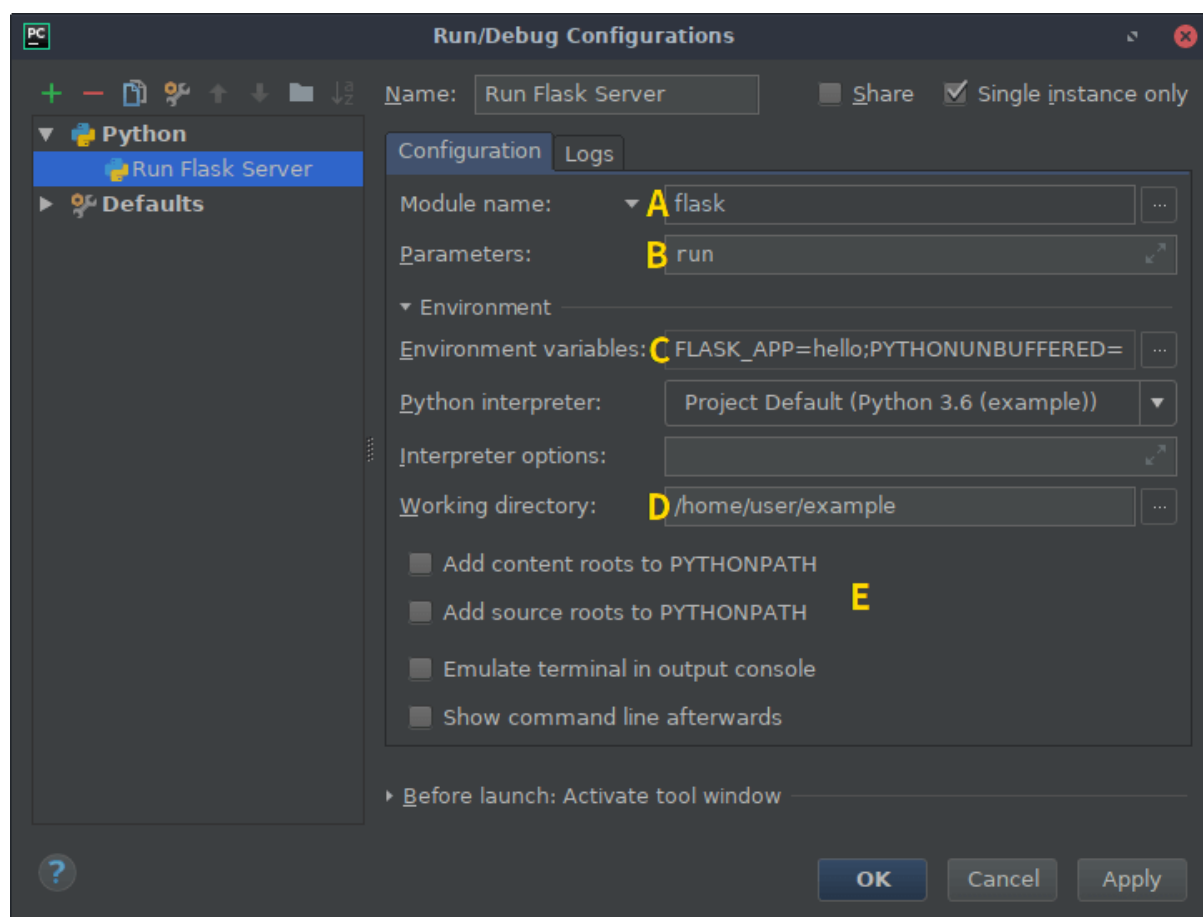 PC
Run/Debug Configurations
Name: Run Flask Server Share Single instance only
Python
Run Flask Server
Defaults
Configuration Logs
Module name: A flask ...
Parameters: B run
Environment
Environment variables: C FLASK_APP=hello;PYTHONUNBUFFERED= ...
Python interpreter: Project Default (Python 3.6 (example))
Interpreter options:
Working directory: D /home/user/example ...
Add content roots to PYTHONPATH
E
Add source roots to PYTHONPATH
Emulate terminal in output console
Show command line afterwards
Before launch: Activate tool window
? OK Cancel Apply